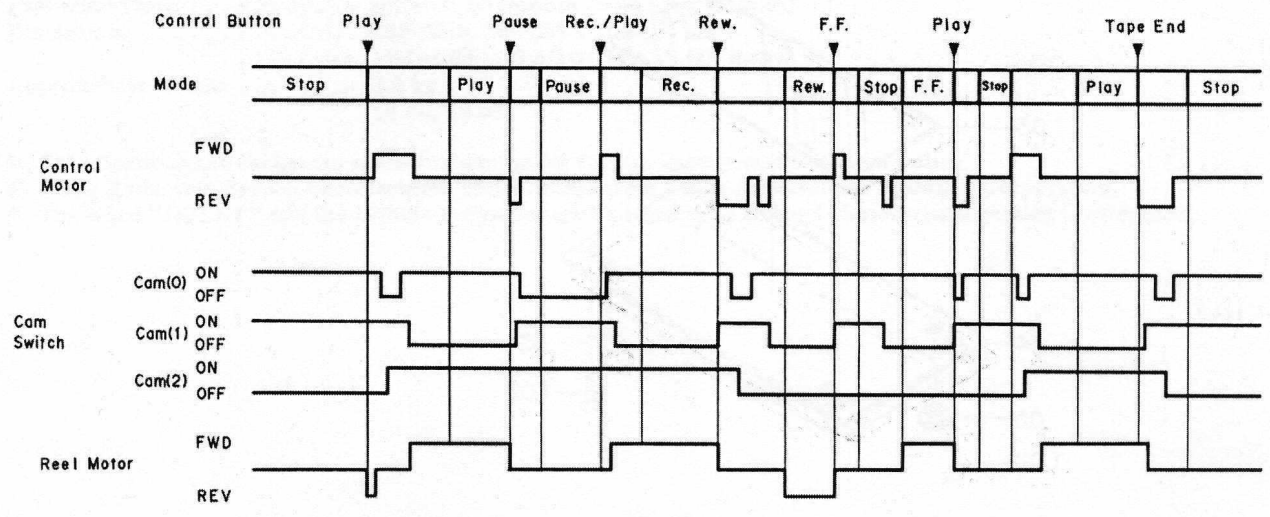 Control Button Play Pause Rec./Play Rew. F.F. Play Tape End
Mode Stop Play Pause Rec. Rew. Stop F.F. Stop Play Stop
FWD
Control
Motor
REV
Cam(0) ON
OFF
Cam
Switch
Cam(1) ON
OFF
Cam(2) ON
OFF
FWD
Reel Motor
REV